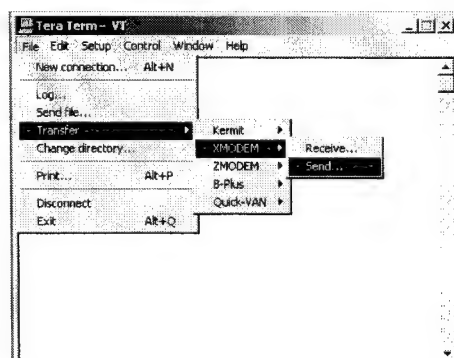 Tera Term - VT
File Edit Setup Control Window Help
New connection... Alt+N
Log...
Send file...
Transfer
Change directory...
Print... Alt+P
Disconnect
Exit Alt+Q
Kermit
XMODEM
ZMODEM
B-Plus
Quick-VAN
Receive...
Send...